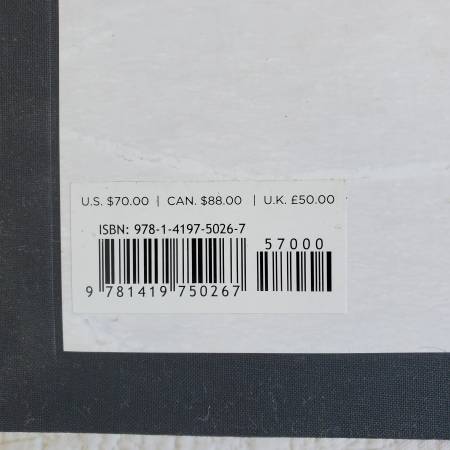 U.S. $70.00 | CAN. $88.00 | U.K. £50.00
ISBN: 978-1-4197-5026-7
57000
9 781419 750267